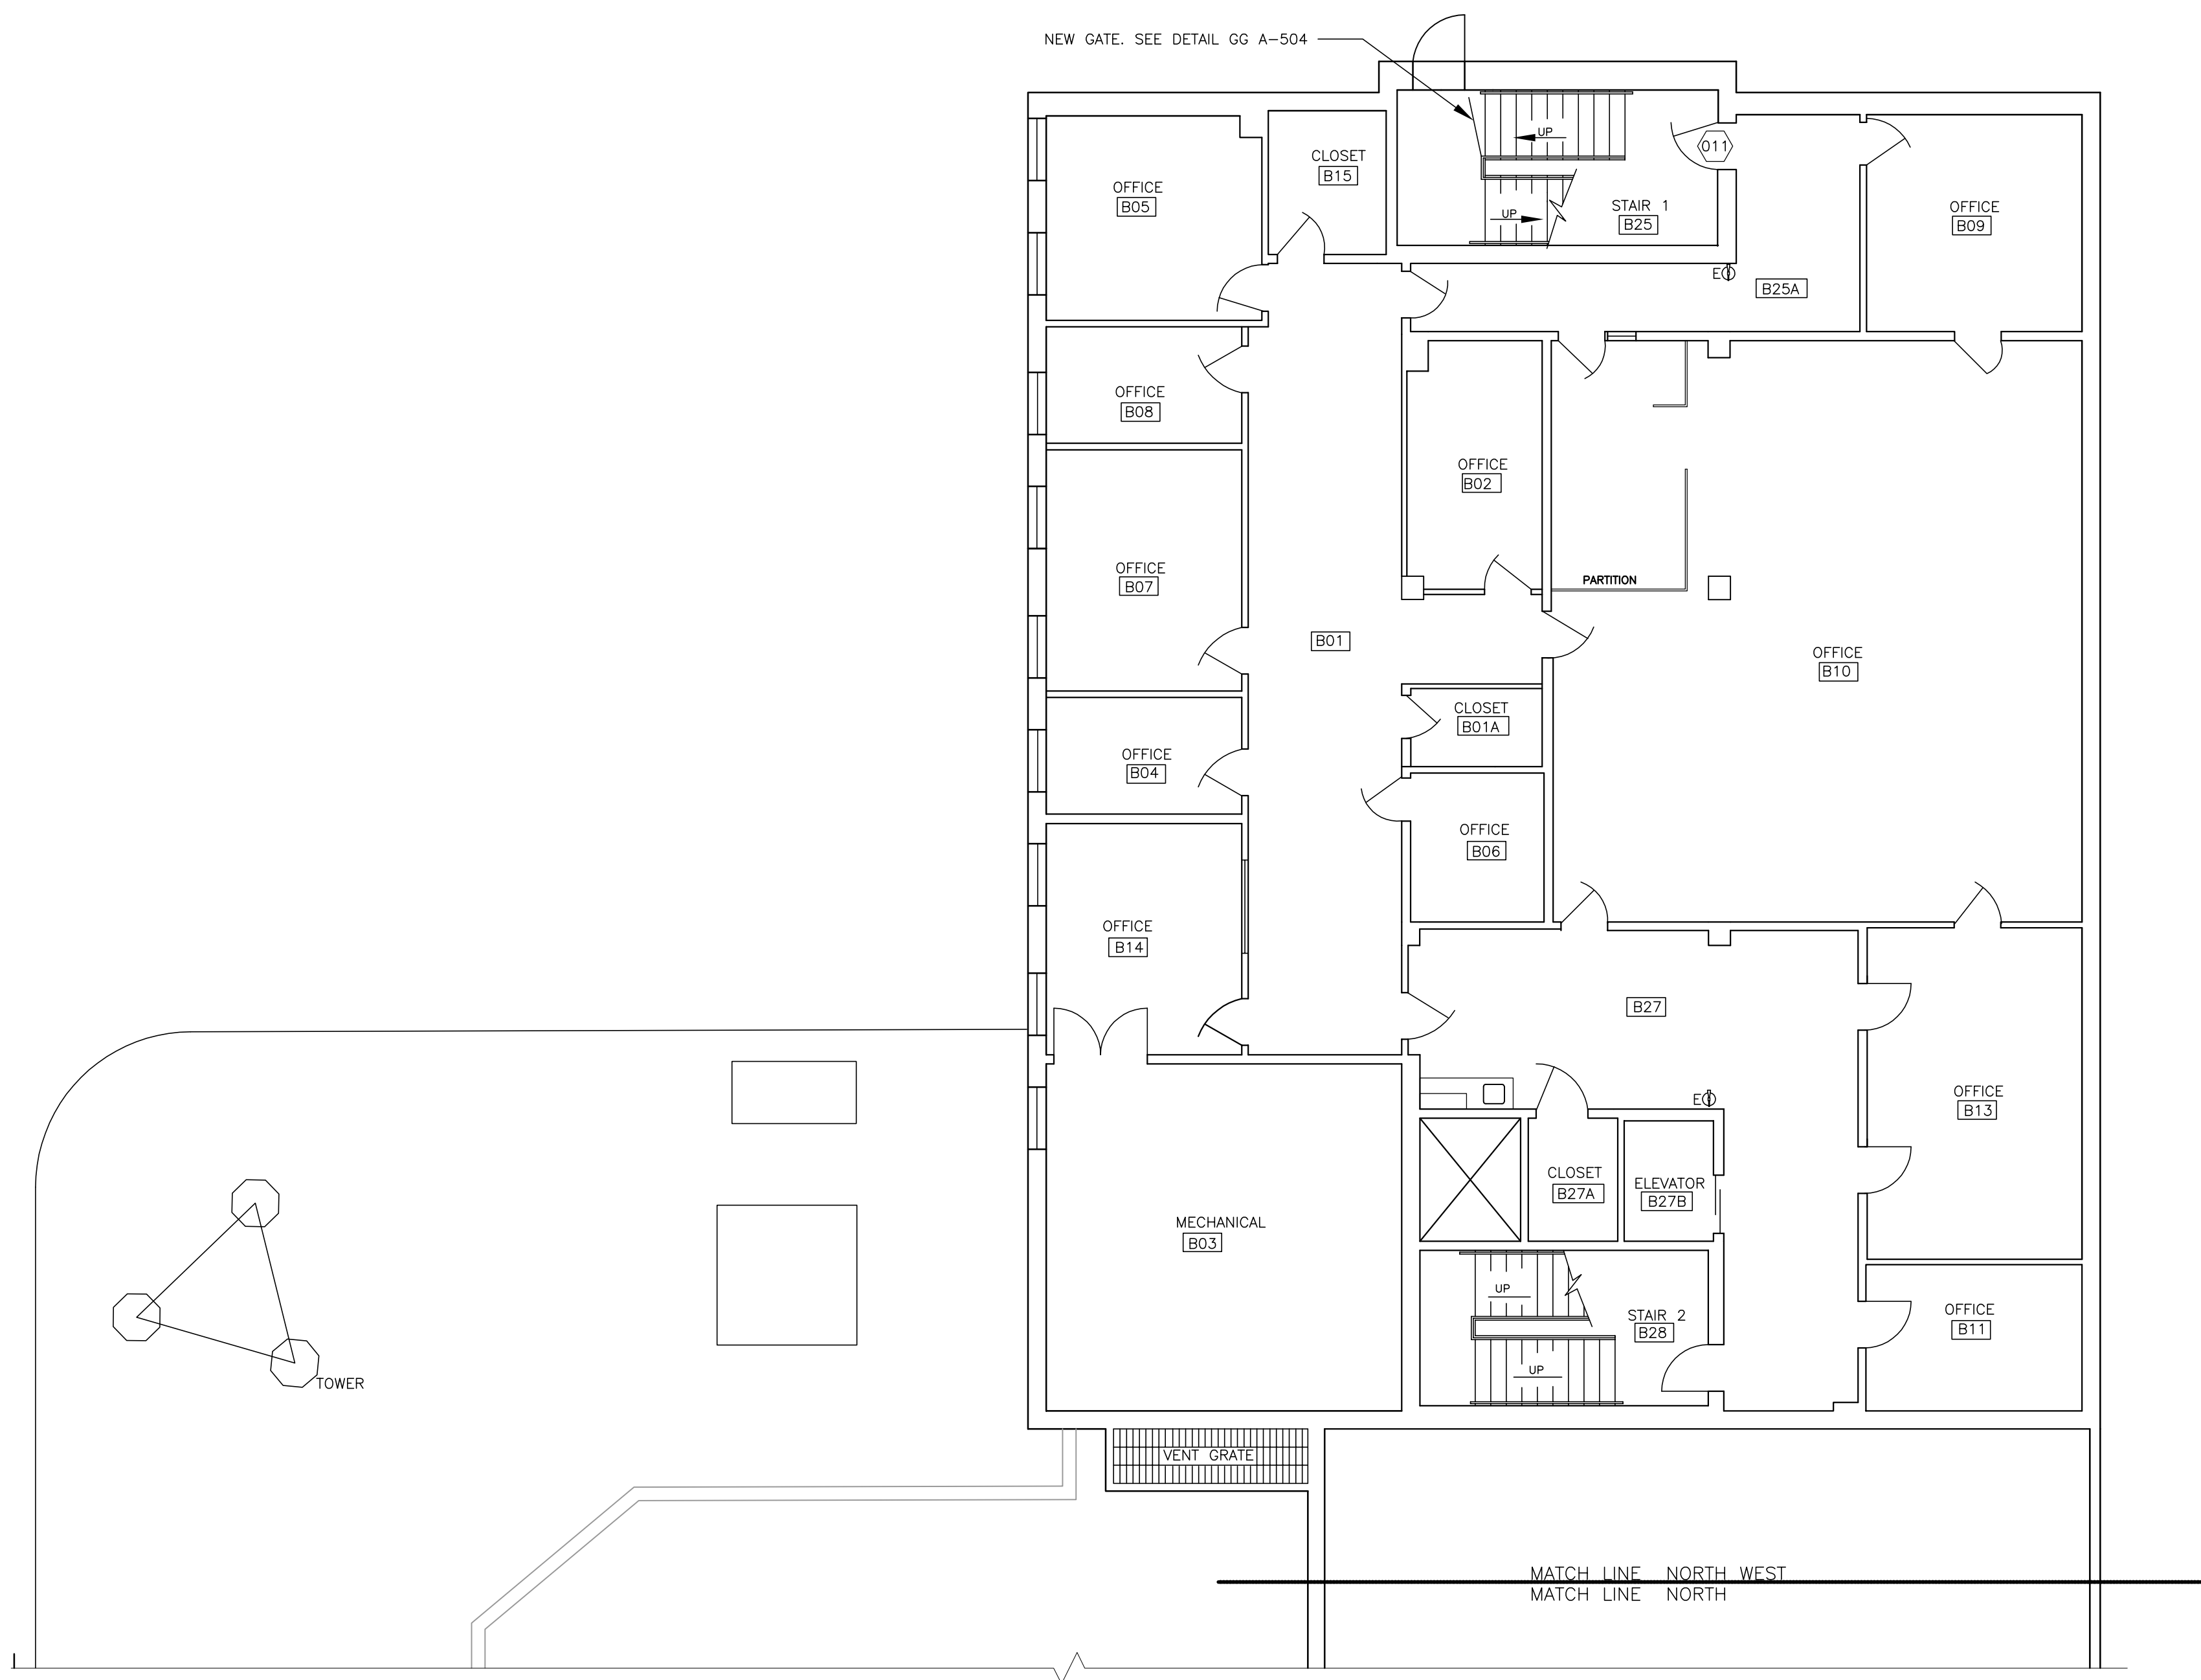 NEW GATE. SEE DETAIL GG A-504
UP
011
CLOSET
B15
OFFICE
B05
UP
STAIR 1
B25
OFFICE
B09
E
B25A
OFFICE
B08
OFFICE
B02
OFFICE
B07
PARTITION
B01
OFFICE
B10
CLOSET
B01A
OFFICE
B04
OFFICE
B06
OFFICE
B14
B27
E
OFFICE
B13
CLOSET
B27A
ELEVATOR
B27B
MECHANICAL
B03
UP
STAIR 2
B28
OFFICE
B11
UP
TOWER
VENT GRATE
MATCH LINE NORTH WEST
MATCH LINE NORTH